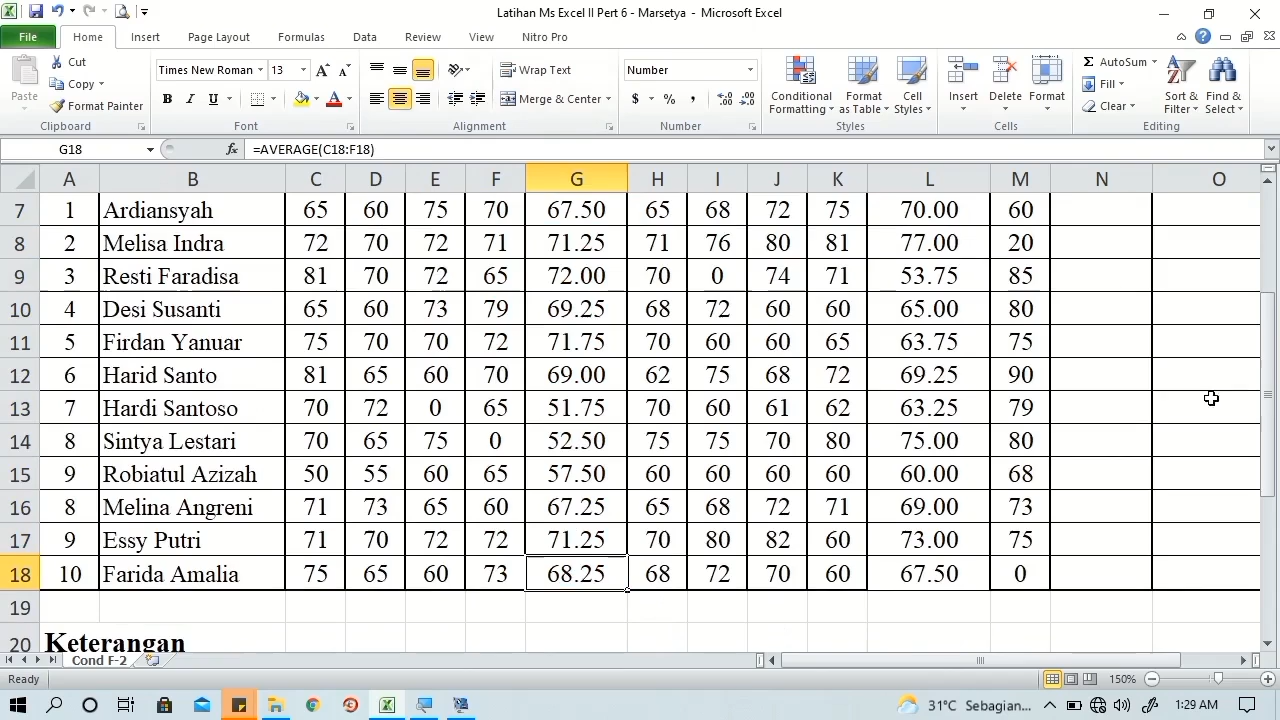 Latihan Ms Excel II Pert 6 - Marsetya - Microsoft Excel
File Home Insert Page Layout Formulas Data Review View Nitro Pro
Paste Cut Copy Format Painter
Times New Roman 13
B I U A
Wrap Text
Merge & Center
Number
$ % ,
Conditional Formatting Format as Table Cell Styles
Insert Delete Format
Σ AutoSum Fill Clear
Sort & Filter Find & Select
Clipboard Font Alignment Number Styles Cells Editing
G18 fx =AVERAGE(C18:F18)
A B C D E F G H I J K L M N O
7 1 Ardiansyah 65 60 75 70 67.50 65 68 72 75 70.00 60
8 2 Melisa Indra 72 70 72 71 71.25 71 76 80 81 77.00 20
9 3 Resti Faradisa 81 70 72 65 72.00 70 0 74 71 53.75 85
10 4 Desi Susanti 65 60 73 79 69.25 68 72 60 60 65.00 80
11 5 Firdan Yanuar 75 70 70 72 71.75 70 60 60 65 63.75 75
12 6 Harid Santo 81 65 60 70 69.00 62 75 68 72 69.25 90
13 7 Hardi Santoso 70 72 0 65 51.75 70 60 61 62 63.25 79
14 8 Sintya Lestari 70 65 75 0 52.50 75 75 70 80 75.00 80
15 9 Robiatul Azizah 50 55 60 65 57.50 60 60 60 60 60.00 68
16 8 Melina Angreni 71 73 65 60 67.25 65 68 72 71 69.00 73
17 9 Essy Putri 71 70 72 72 71.25 70 80 82 60 73.00 75
18 10 Farida Amalia 75 65 60 73 68.25 68 72 70 60 67.50 0
19
20 Keterangan
Cond F-2
Ready 150%
31°C Sebagian... 1:29 AM